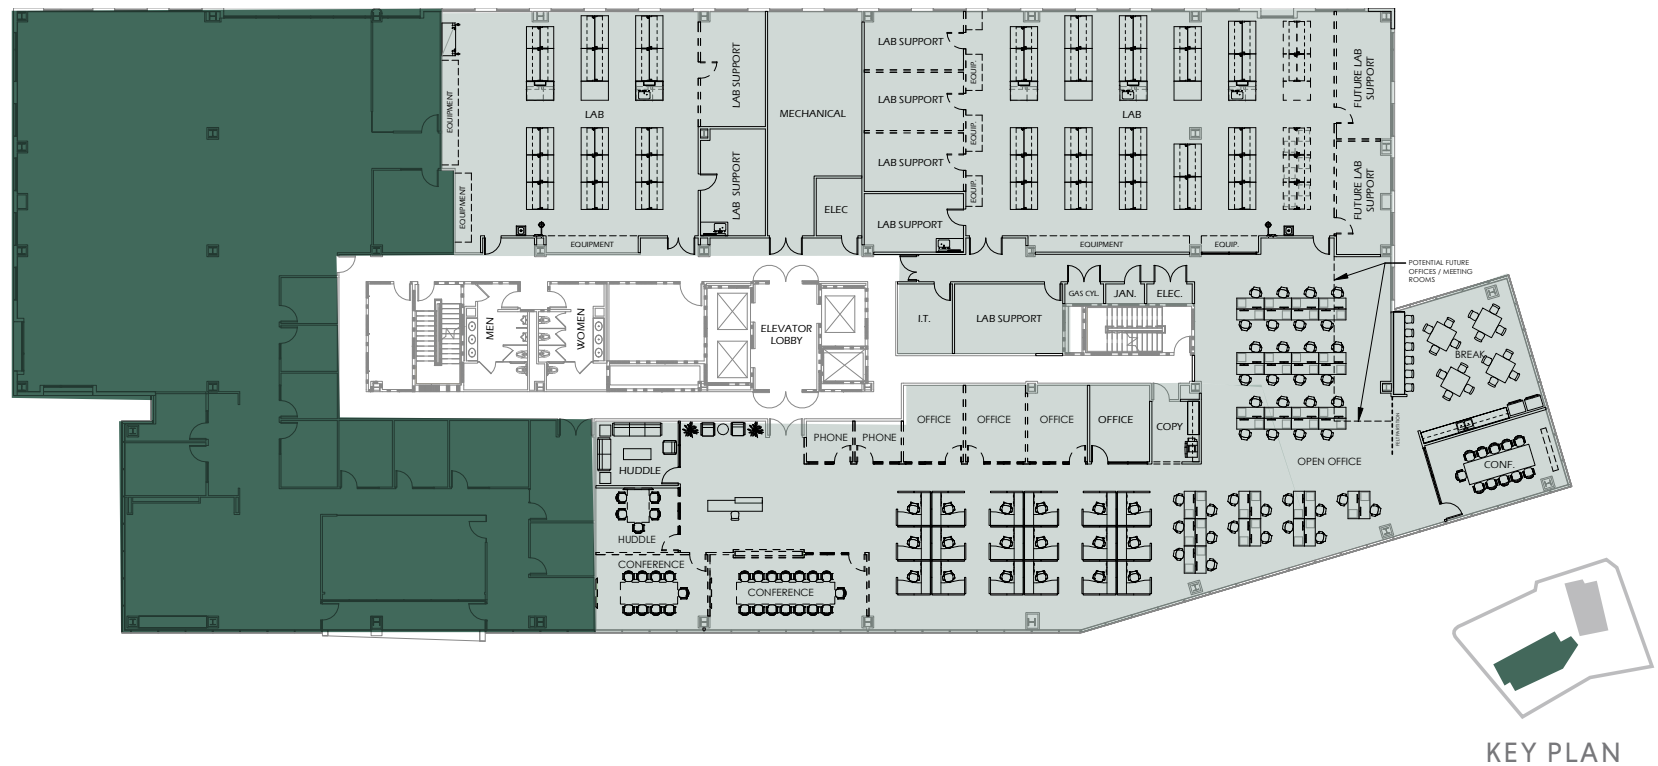 LAB SUPPORT
EQUIP.
EQUIPMENT
LAB SUPPORT
LAB
MECHANICAL
LAB SUPPORT
EQUIP.
LAB
FUTURE LAB
SUPPORT
LAB SUPPORT
EQUIPMENT
LAB SUPPORT
ELEC
EQUIP.
LAB SUPPORT
FUTURE LAB
SUPPORT
EQUIPMENT
EQUIPMENT
EQUIP.
POTENTIAL FUTURE
OFFICES / MEETING
ROOMS
GAS CYL.
JAN.
ELEC.
MEN
WOMEN
ELEVATOR
LOBBY
I.T.
LAB SUPPORT
BREAK
OFFICE
OFFICE
OFFICE
OFFICE
COPY
PHONE
PHONE
HUDDLE
OPEN OFFICE
CONF.
HUDDLE
CONFERENCE
CONFERENCE
KEY PLAN